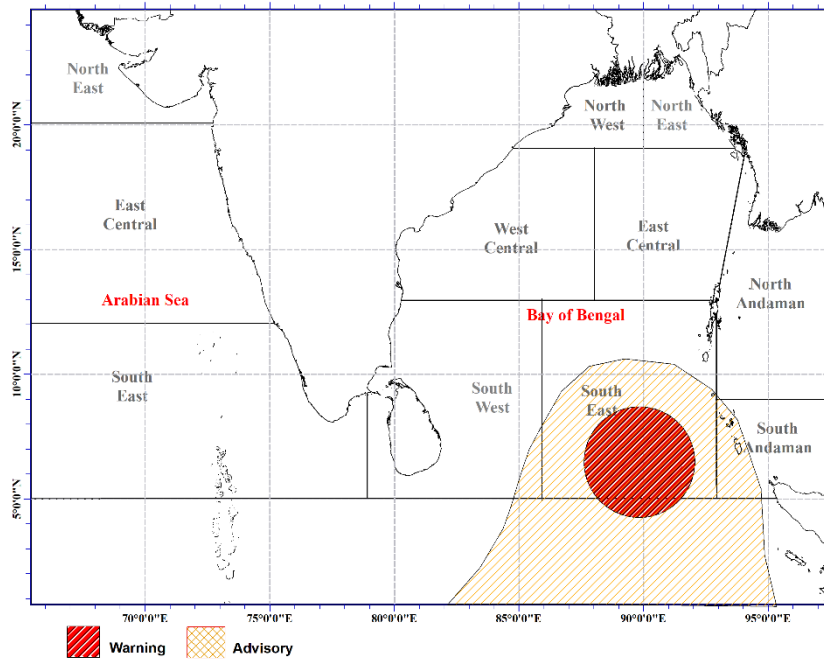 North
East
North
West
North
East
20°0'0"N
East
Central
West
Central
East
Central
15°0'0"N
North
Andaman
Arabian Sea
Bay of Bengal
10°0'0"N
South
East
South
West
South
East
South
Andaman
5°0'0"N
70°0'0"E
75°0'0"E
80°0'0"E
85°0'0"E
90°0'0"E
95°0'0"E
Warning
Advisory